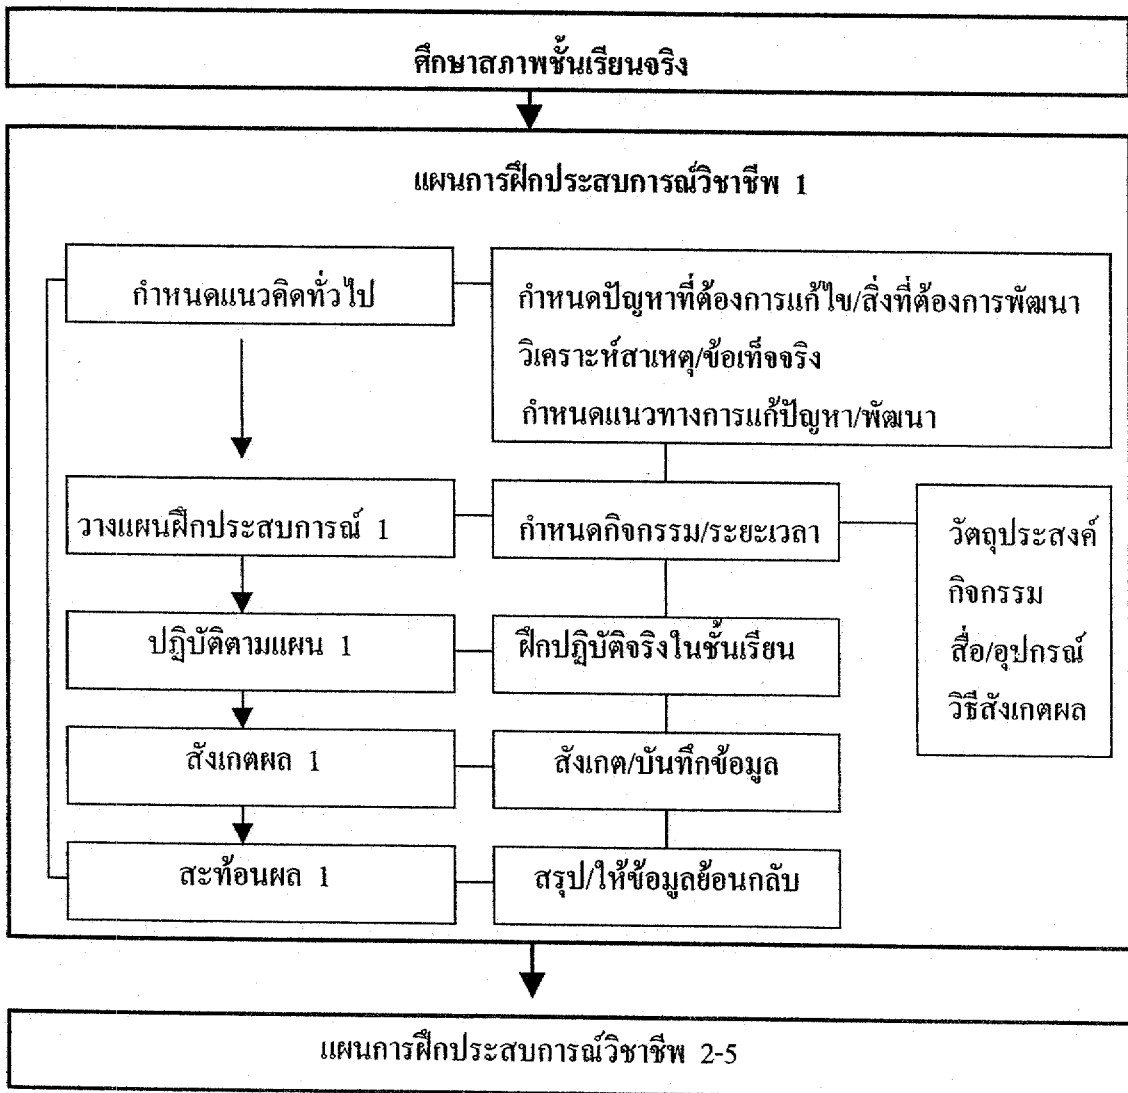 ศึกษาสภาพชั้นเรียนจริง
แผนการฝึกประสบการณ์วิชาชีพ 1
กำหนดแนวคิดทั่วไป
กำหนดปัญหาที่ต้องการแก้ไข/สิ่งที่ต้องการพัฒนา
วิเคราะห์สาเหตุ/ข้อเท็จจริง
กำหนดแนวทางการแก้ปัญหา/พัฒนา
วางแผนฝึกประสบการณ์ 1
กำหนดกิจกรรม/ระยะเวลา
วัตถุประสงค์
กิจกรรม
สื่อ/อุปกรณ์
วิธีสังเกตผล
ปฏิบัติตามแผน 1
ฝึกปฏิบัติจริงในชั้นเรียน
สังเกตผล 1
สังเกต/บันทึกข้อมูล
สะท้อนผล 1
สรุป/ให้ข้อมูลย้อนกลับ
แผนการฝึกประสบการณ์วิชาชีพ 2-5